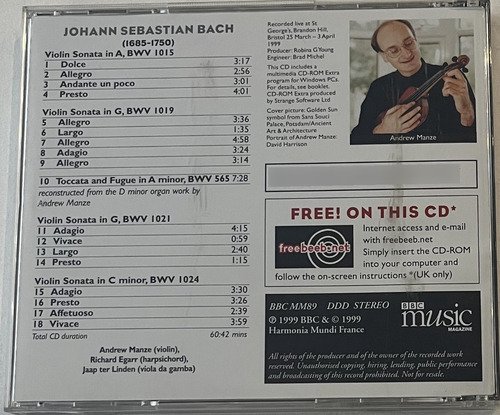 JOHANN SEBASTIAN BACH
(1685-1750)
Violin Sonata in A, BWV 1015
1 Dolce 3:17
2 Allegro 2:56
3 Andante un poco 3:01
4 Presto 4:01
Violin Sonata in G, BWV 1019
5 Allegro 3:36
6 Largo 1:35
7 Allegro 4:58
8 Adagio 3:24
9 Allegro 3:14
10 Toccata and Fugue in A minor, BWV 565 7:28
reconstructed from the D minor organ work by
Andrew Manze
Violin Sonata in G, BWV 1021
11 Adagio 4:15
12 Vivace 0:59
13 Largo 2:40
14 Presto 1:15
Violin Sonata in C minor, BWV 1024
15 Adagio 3:30
16 Presto 3:26
17 Affetuoso 2:39
18 Vivace 3:59
Total CD duration 60:42 mins
Andrew Manze (violin),
Richard Egarr (harpsichord),
Jaap ter Linden (viola da gamba)
Recorded live at St
George's, Brandon Hill,
Bristol 25 March – 3 April
1999
Producer: Robina G Young
Engineer: Brad Michel
This CD includes a
multimedia CD-ROM Extra
program for Windows PCs.
For details, see booklet.
CD-ROM Extra produced
by Strange Software Ltd
Cover picture: Golden Sun
symbol from Sans Souci
Palace, Potsdam/Ancient
Art & Architecture
Portrait of Andrew Manze:
David Harrison
Andrew Manze
FREE! ON THIS CD*
freebeeb.net
Internet access and e-mail
with freebeeb.net
Simply insert the CD-ROM
into your computer and
follow the on-screen instructions *(UK only)
BBC MM89 DDD STEREO
℗ 1999 BBC & © 1999
Harmonia Mundi France
BBC
music
MAGAZINE
All rights of the producer and of the owner of the recorded work
reserved. Unauthorised copying, hiring, lending, public performance
and broadcasting of this record prohibited. Not for resale.